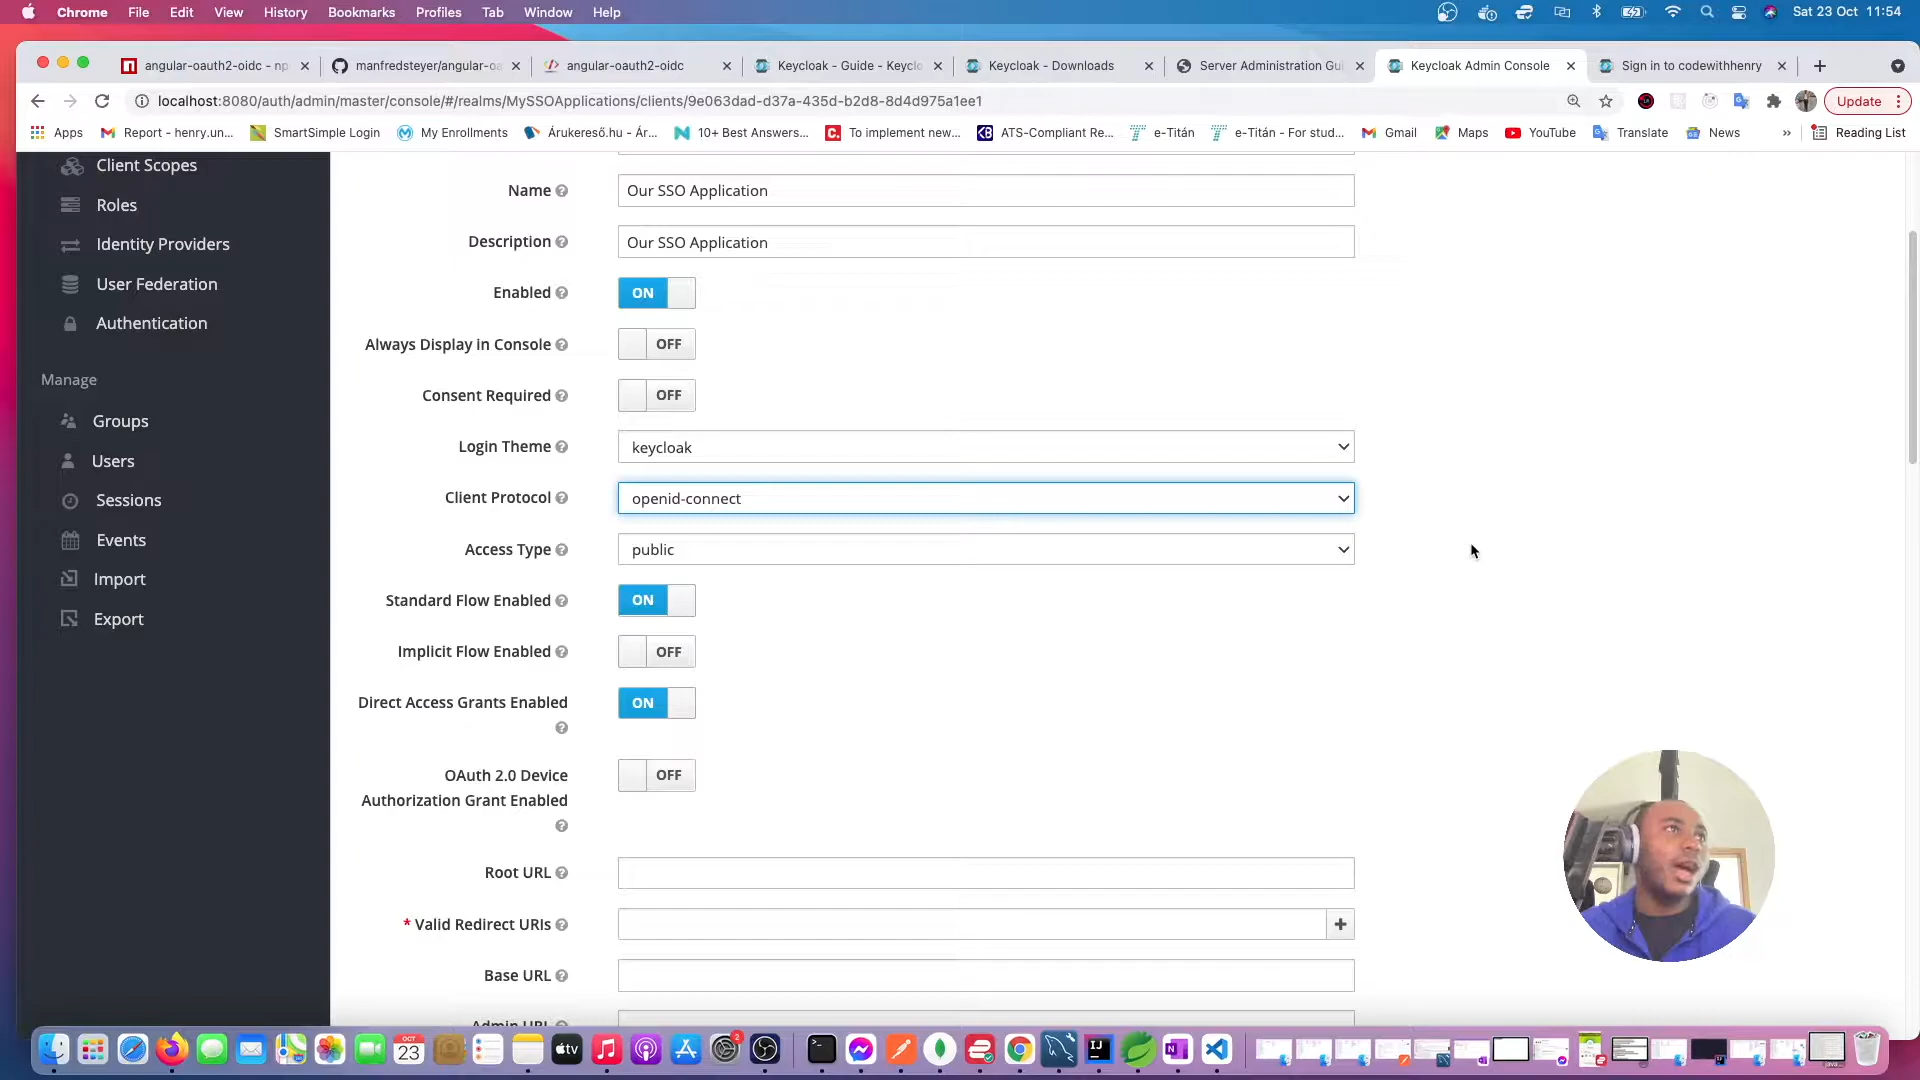 Chrome File Edit View History Bookmarks Profiles Tab Window Help
Sat 23 Oct 11:54
angular-oauth2-oidc - np
manfredsteyer/angular-oa
angular-oauth2-oidc
Keycloak - Guide - Keyclo
Keycloak - Downloads
Server Administration Gui
Keycloak Admin Console
Sign in to codewithhenry
localhost:8080/auth/admin/master/console/#/realms/MySSOApplications/clients/9e063dad-d37a-435d-b2d8-8d4d975a1ee1
Update
Apps
Report - henry.un...
SmartSimple Login
My Enrollments
Árukereső.hu - Ár...
10+ Best Answers...
To implement new...
ATS-Compliant Re...
e-Titán
e-Titán - For stud...
Gmail
Maps
YouTube
Translate
News
»
Reading List
Client Scopes
Roles
Identity Providers
User Federation
Authentication
Manage
Groups
Users
Sessions
Events
Import
Export
Name
Our SSO Application
Description
Our SSO Application
Enabled
ON
Always Display in Console
OFF
Consent Required
OFF
Login Theme
keycloak
Client Protocol
openid-connect
Access Type
public
Standard Flow Enabled
ON
Implicit Flow Enabled
OFF
Direct Access Grants Enabled
ON
OAuth 2.0 Device
Authorization Grant Enabled
OFF
Root URL
* Valid Redirect URIs
Base URL
OCT
23
tv
2